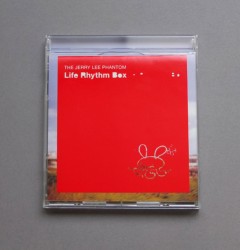 THE JERRY LEE PHANTOM
Life Rhythm Box